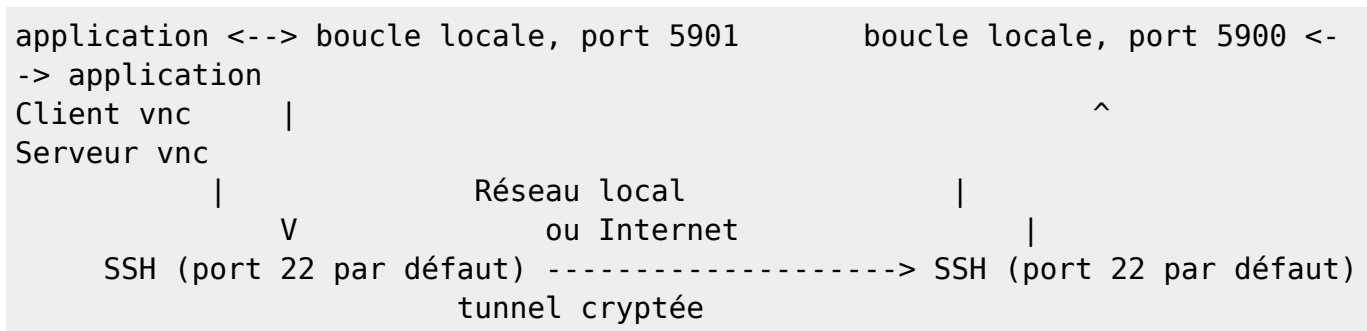 application <--> boucle locale, port 5901       boucle locale, port 5900 <-
-> application
Client vnc     |                                             ^
Serveur vnc
           |              Réseau local               |
               V              ou Internet                |
     SSH (port 22 par défaut) --------------------> SSH (port 22 par défaut)
                         tunnel cryptée